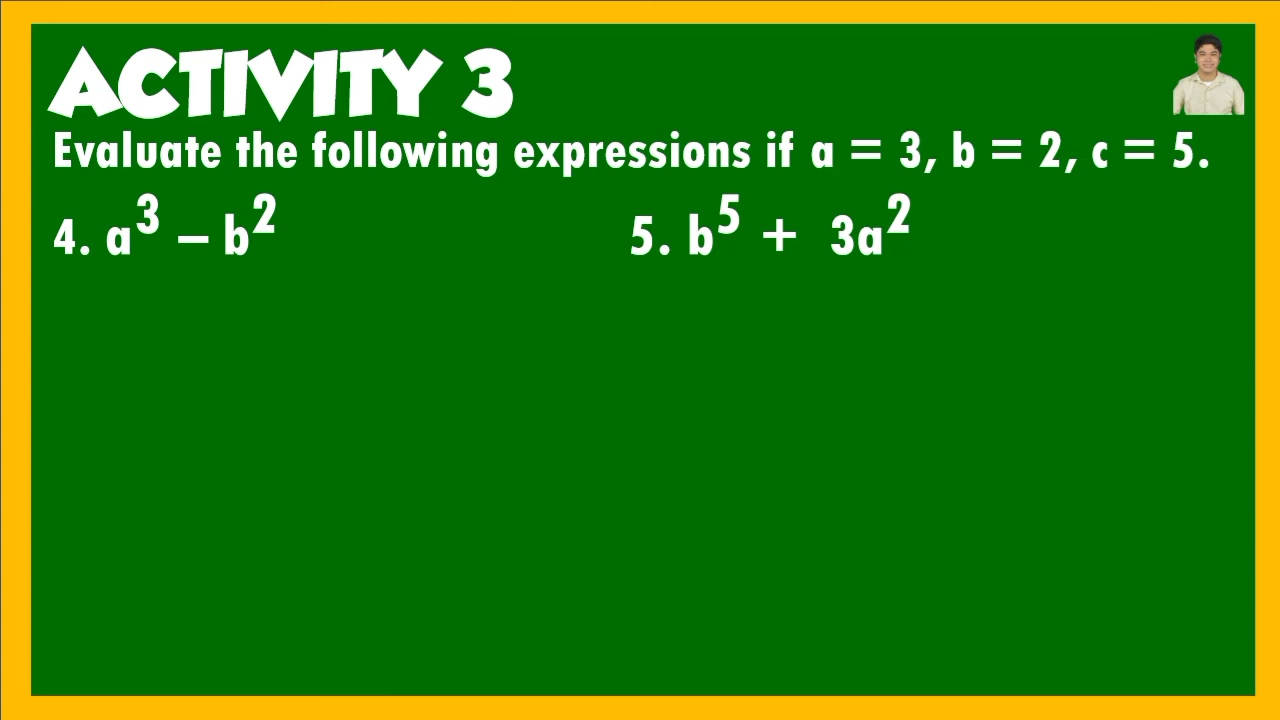 ACTIVITY 3
Evaluate the following expressions if a = 3, b = 2, c = 5.
4. a³ – b² 5. b⁵ + 3a²